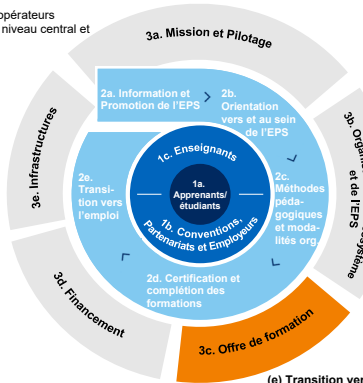 opérateurs
niveau central et
3a. Mission et Pilotage
2a. Information et
Promotion de l'EPS
2b.
Orientation
vers et au sein
de l'EPS
3b.
et de l'EPS
3e. Infrastructures
1c. Enseignants
1a.
Apprenants/
étudiants
1b. Conventions,
Partenariats et Employeurs
2e.
Transi-
tion vers
l'emploi
2c.
Méthodes
péda-
gogiques
et moda-
lités org.
2d. Certification et
complétion des
formations
3d. Financement
3c. Offre de formation
(e) Transition ver